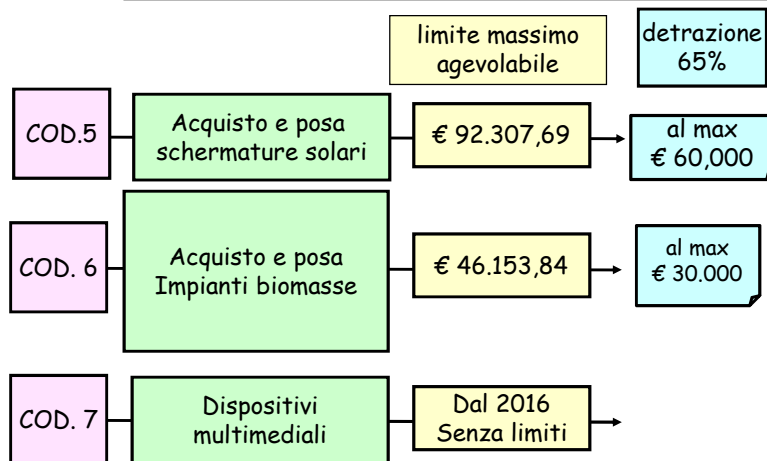 limite massimo
agevolabile
detrazione
65%
COD.5
Acquisto e posa
schermature solari
€ 92.307,69
al max
€ 60,000
COD. 6
Acquisto e posa
Impianti biomasse
€ 46.153,84
al max
€ 30.000
COD. 7
Dispositivi
multimediali
Dal 2016
Senza limiti